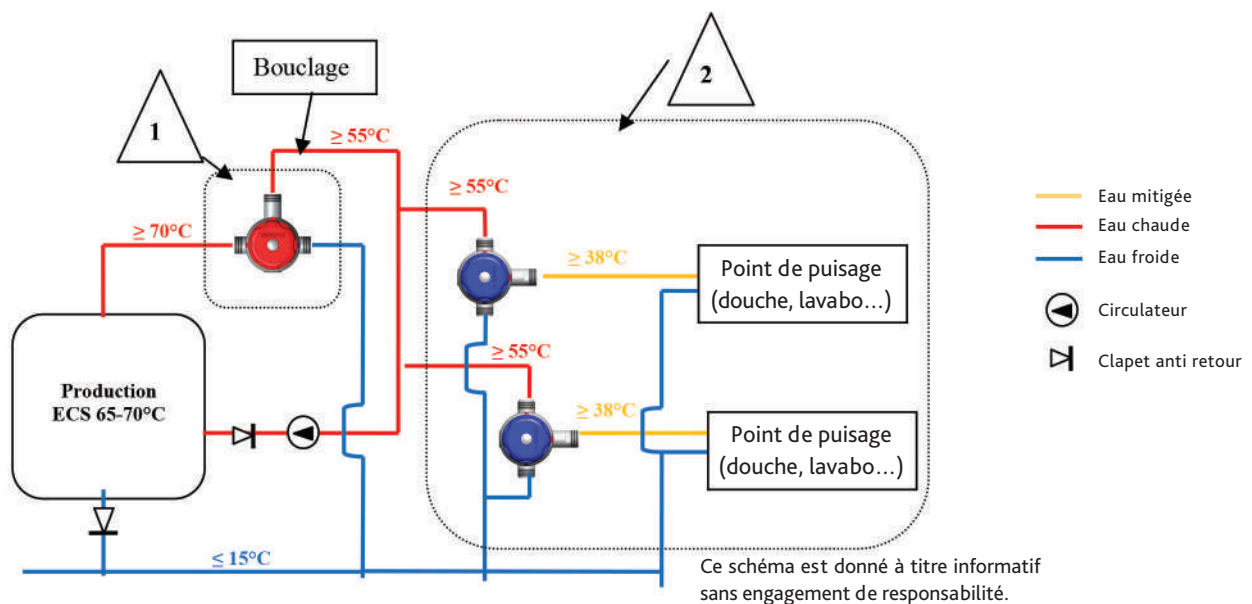 Bouclage
1
2
≥ 55°C
≥ 70°C
≥ 55°C
≥ 38°C
Point de puisage
(douche, lavabo...)
≥ 55°C
≥ 38°C
Point de puisage
(douche, lavabo...)
Production
ECS 65-70°C
≤ 15°C
Eau mitigée
Eau chaude
Eau froide
Circulateur
Clapet anti retour
Ce schéma est donné à titre informatif
sans engagement de responsabilité.